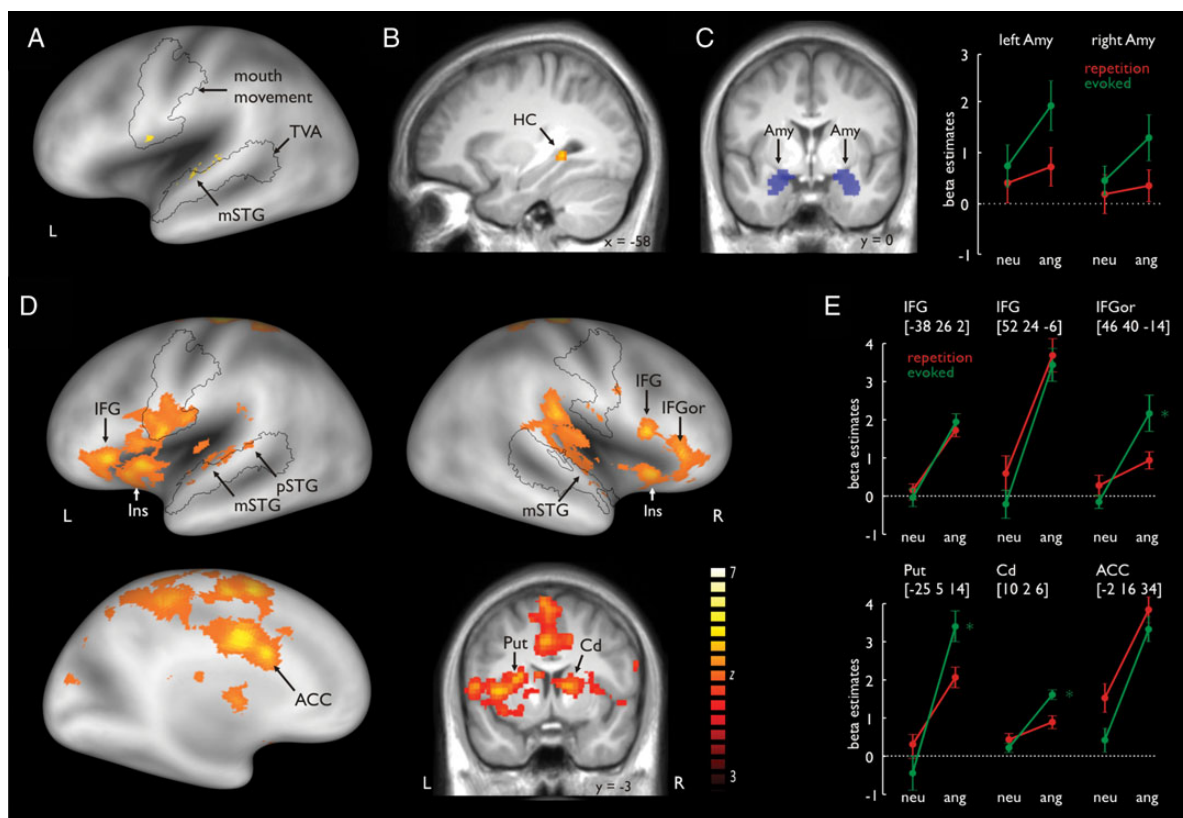 A
mouth
movement
TVA
mSTG
L
B
HC
x = -58
C
Amy
Amy
y = 0
left Amy
right Amy
repetition
evoked
beta estimates
3
2
1
0
-1
neu
ang
neu
ang
D
IFG
Ins
mSTG
pSTG
L
IFG
IFGor
mSTG
Ins
R
ACC
Put
Cd
L
R
y = -3
7
z
3
E
IFG
[-38 26 2]
IFG
[52 24 -6]
IFGor
[46 40 -14]
repetition
evoked
beta estimates
4
3
2
1
0
-1
*
neu
ang
neu
ang
neu
ang
Put
[-25 5 14]
Cd
[10 2 6]
ACC
[-2 16 34]
beta estimates
4
3
2
1
0
-1
*
*
neu
ang
neu
ang
neu
ang